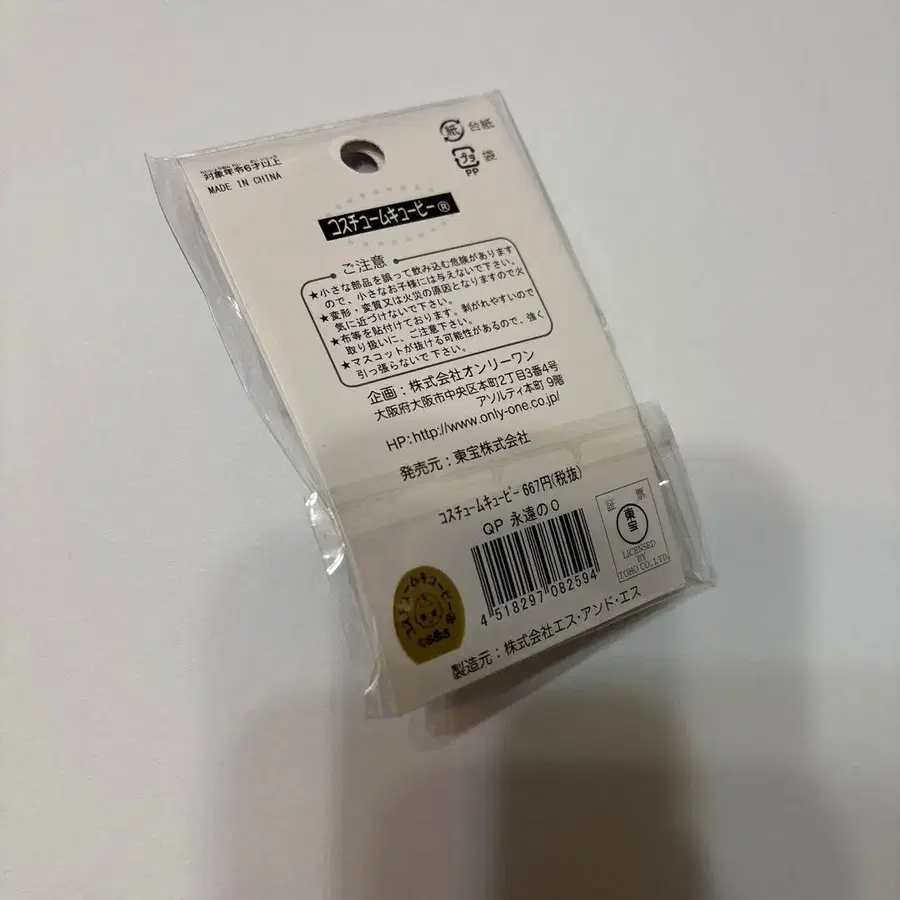 対象年令6才以上
MADE IN CHINA
紙 台紙
プラ 袋
PP
コスチュームキューピー®
ご注意
★小さな部品を誤って飲み込む危険があります
ので、小さなお子様には与えないで下さい。
★変形・変質又は火災の原因となりますので火
気に近づけないで下さい。
★布等を貼付けております。剥がれやすいので
取り扱いに、ご注意下さい。
★マスコットが抜ける可能性があるので、強く
引っ張らないで下さい。
企画：株式会社オンリーワン
大阪府大阪市中央区本町2丁目3番4号
アソルティ本町 9階
HP:http://www.only-one.co.jp/
発売元：東宝株式会社
コスチュームキューピー 667円(税抜)
QP 永遠の0
4 518297 082594
証 票
東宝
LICENSED
BY
TOHO CO.,LTD.
コスチュームキューピー
©S&S
製造元：株式会社エス・アンド・エス